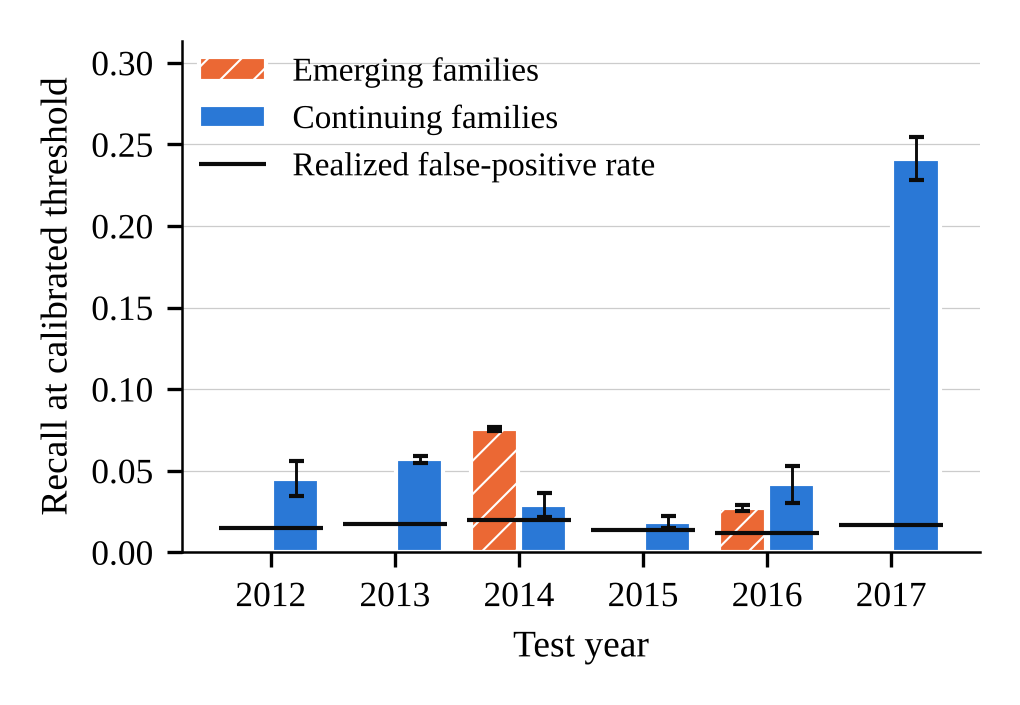 Recall at calibrated threshold
0.30
0.25
0.20
0.15
0.10
0.05
0.00
Emerging families
Continuing families
Realized false-positive rate
2012 2013 2014 2015 2016 2017
Test year